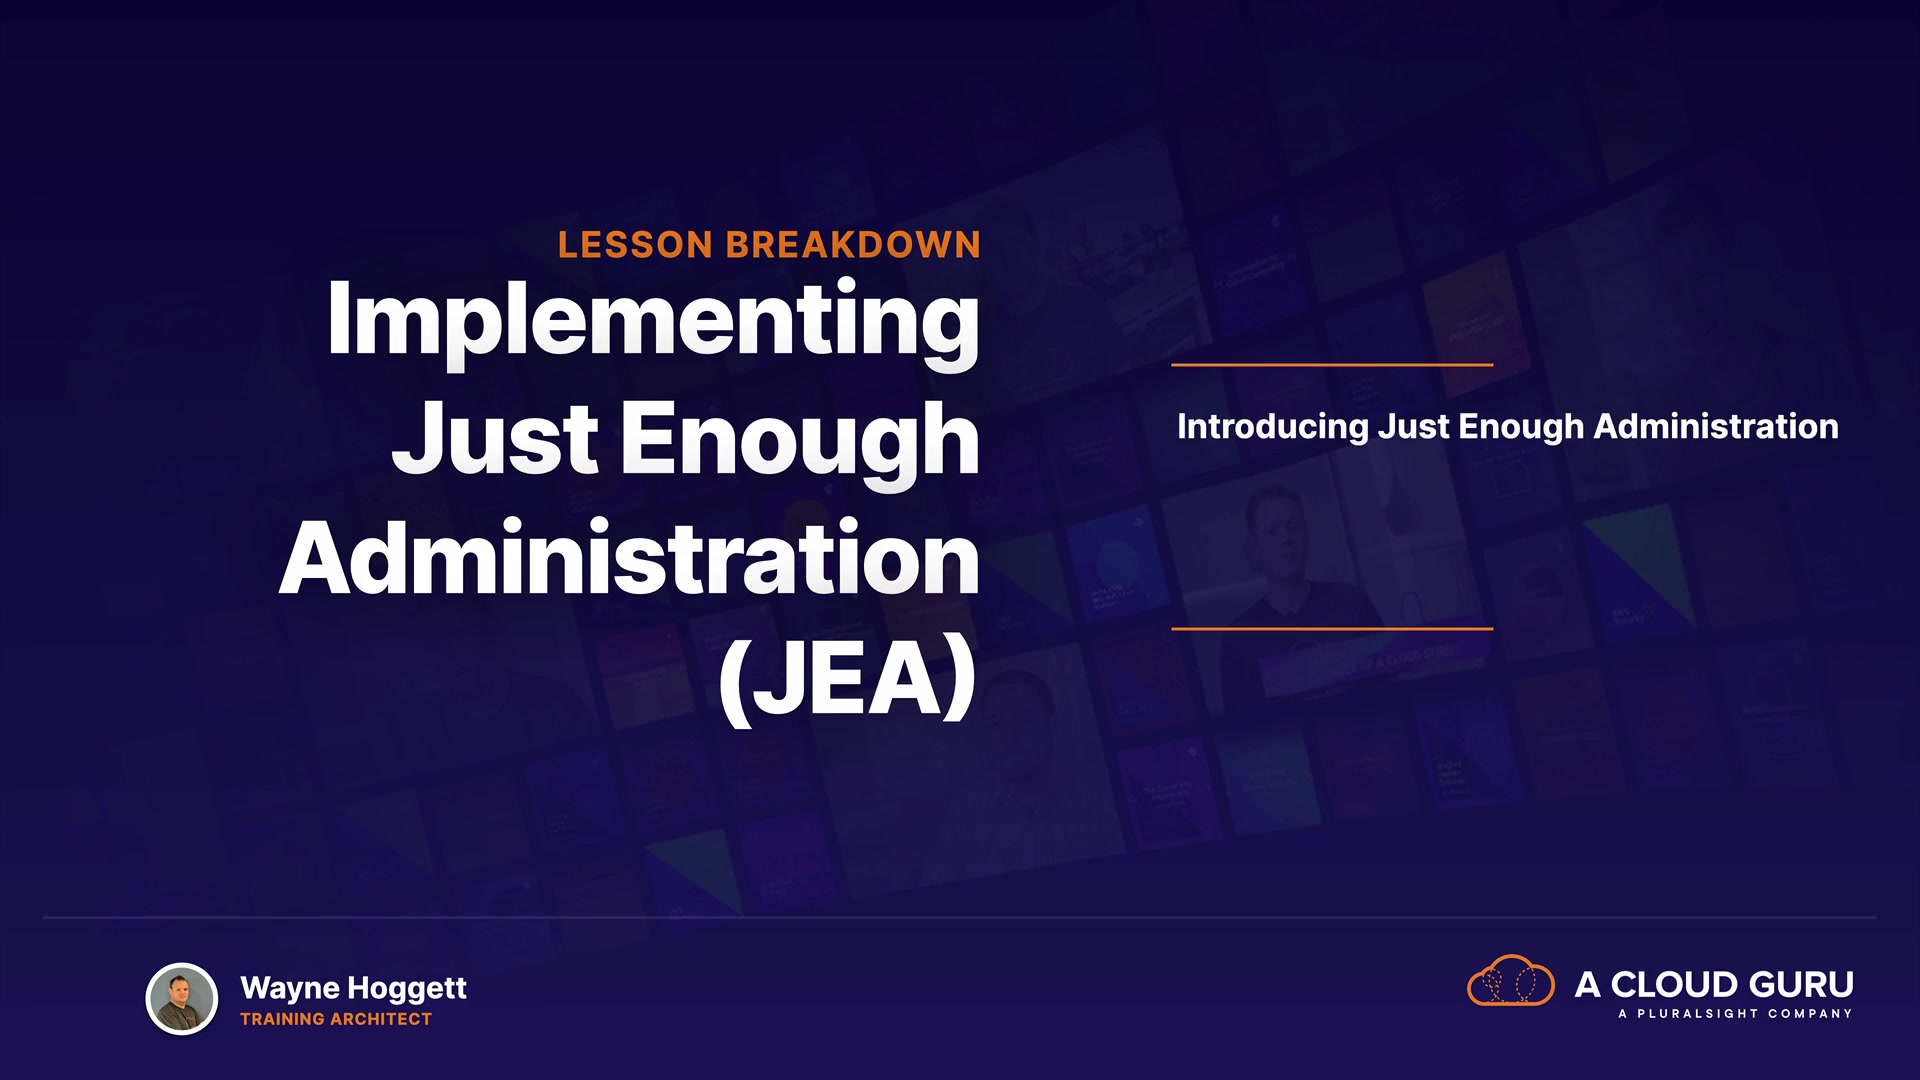 LESSON BREAKDOWN
Implementing
Just Enough
Administration
(JEA)
Introducing Just Enough Administration
Wayne Hoggett
TRAINING ARCHITECT
A CLOUD GURU
A PLURALSIGHT COMPANY